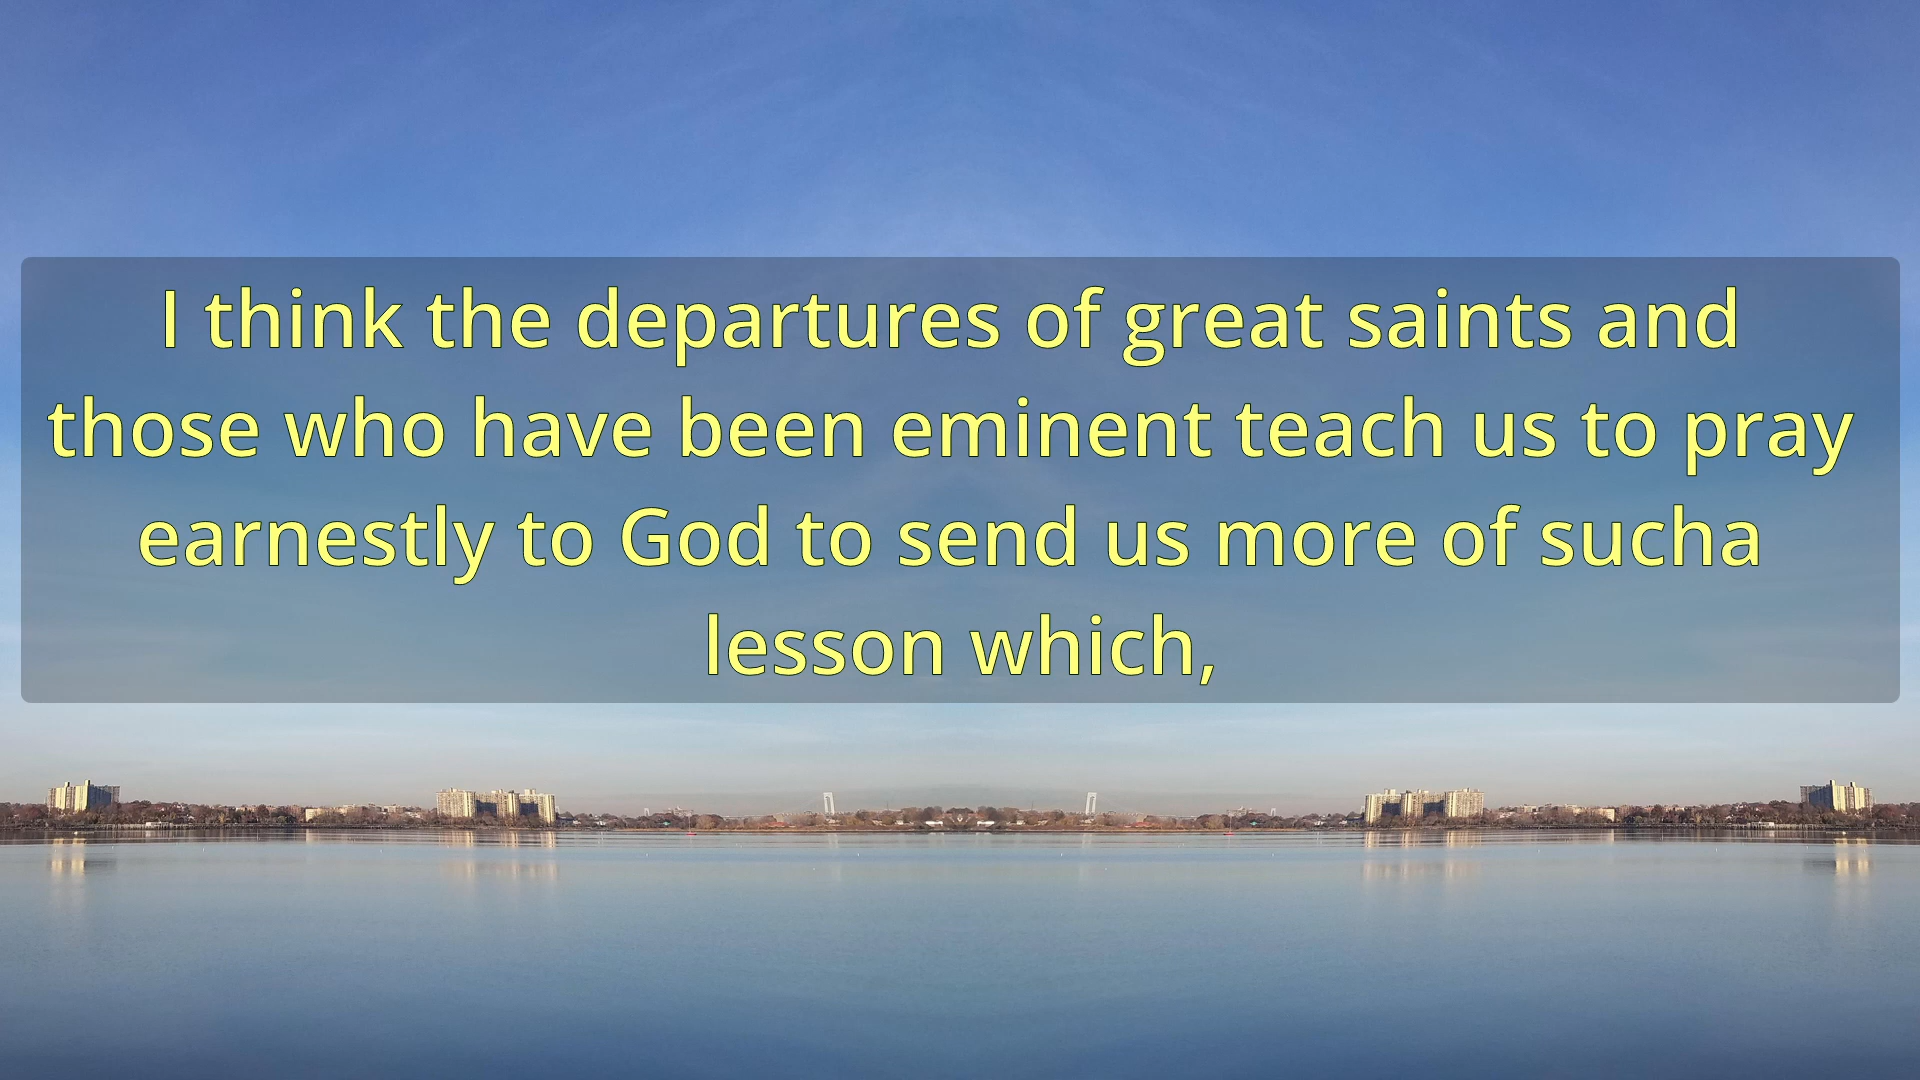 I think the departures of great saints and
those who have been eminent teach us to pray
earnestly to God to send us more of sucha
lesson which,